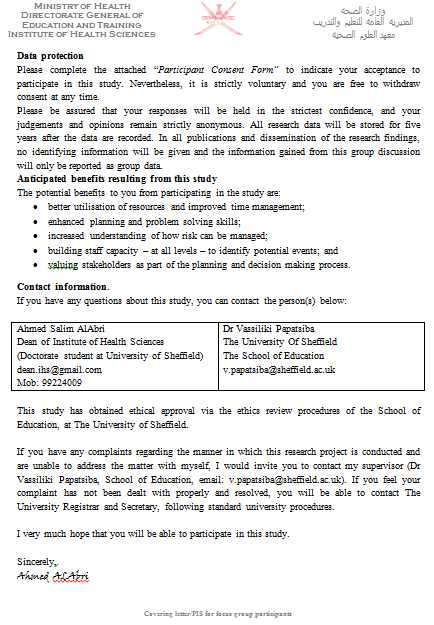 MINISTRY OF HEALTH
DIRECTORATE GENERAL OF
EDUCATION AND TRAINING
INSTITUTE OF HEALTH SCIENCES
وزارة الصحة
المديرية العامة للتعليم والتدريب
معهد العلوم الصحية
Data protection
Please complete the attached “Participant Consent Form” to indicate your acceptance to
participate in this study. Nevertheless, it is strictly voluntary and you are free to withdraw
consent at any time.
Please be assured that your responses will be held in the strictest confidence, and your
judgements and opinions remain strictly anonymous. All research data will be stored for five
years after the data are recorded. In all publications and dissemination of the research findings,
no identifying information will be given and the information gained from this group discussion
will only be reported as group data.
Anticipated benefits resulting from this study
The potential benefits to you from participating in the study are:
• better utilisation of resources and improved time management;
• enhanced planning and problem solving skills;
• increased understanding of how risk can be managed;
• building staff capacity – at all levels – to identify potential events; and
• valuing stakeholders as part of the planning and decision making process.
Contact information.
If you have any questions about this study, you can contact the person(s) below:
Ahmed Salim AlAbri
Dean of Institute of Health Sciences
(Doctorate student at University of Sheffield)
dean.ihs@gmail.com
Mob: 99224009
Dr Vassiliki Papatsiba
The University Of Sheffield
The School of Education
v.papatsiba@sheffield.ac.uk
This study has obtained ethical approval via the ethics review procedures of the School of
Education, at The University of Sheffield.
If you have any complaints regarding the manner in which this research project is conducted and
are unable to address the matter with myself, I would invite you to contact my supervisor (Dr
Vassiliki Papatsiba, School of Education, email: v.papatsiba@sheffield.ac.uk). If you feel your
complaint has not been dealt with properly and resolved, you will be able to contact The
University Registrar and Secretary, following standard university procedures.
I very much hope that you will be able to participate in this study.
Sincerely,.
Ahmed ALAbri
Covering letter/PIS for focus group participants